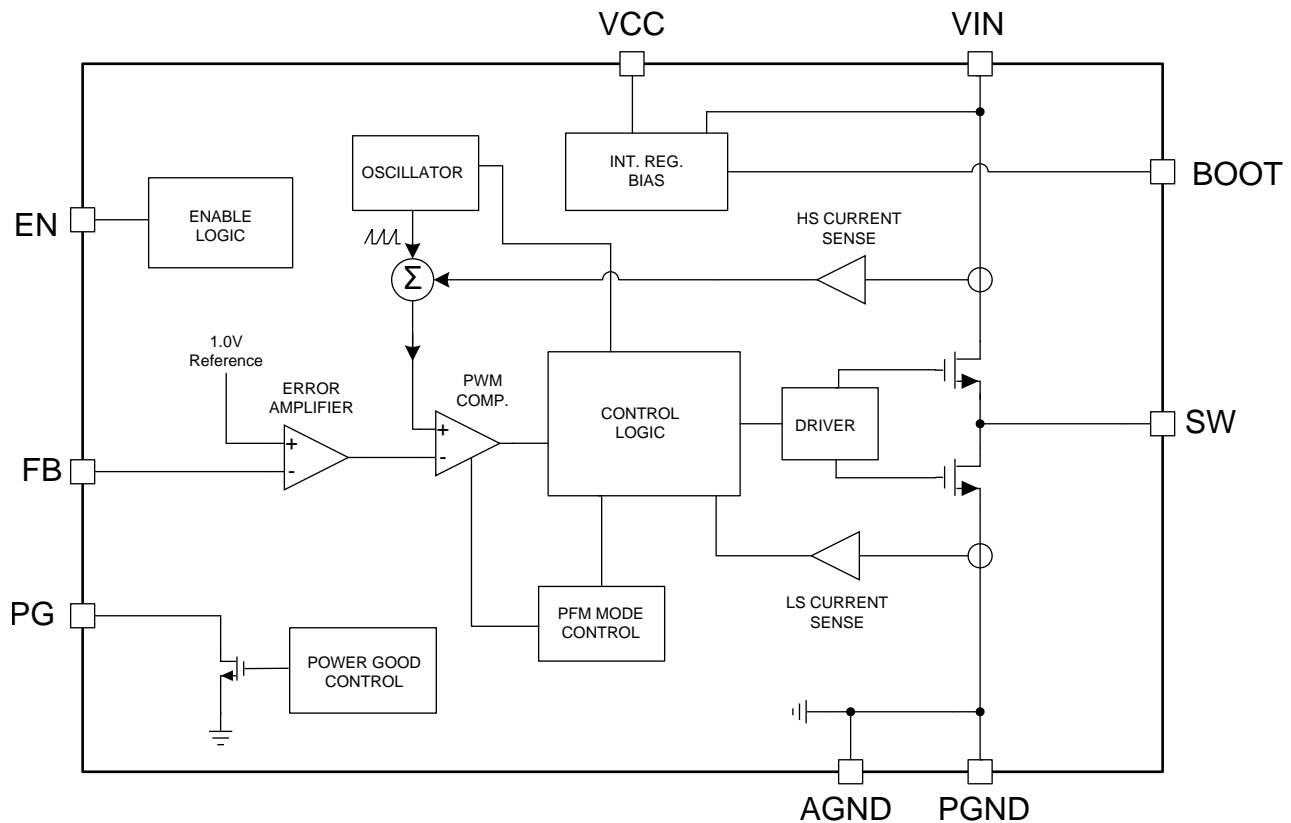 VCC
VIN
OSCILLATOR
INT. REG.
BIAS
BOOT
EN
ENABLE
LOGIC
HS CURRENT
SENSE
Σ
1.0V
Reference
ERROR
AMPLIFIER
PWM
COMP.
CONTROL
LOGIC
DRIVER
SW
+
-
+
-
FB
PG
POWER GOOD
CONTROL
PFM MODE
CONTROL
LS CURRENT
SENSE
AGND
PGND